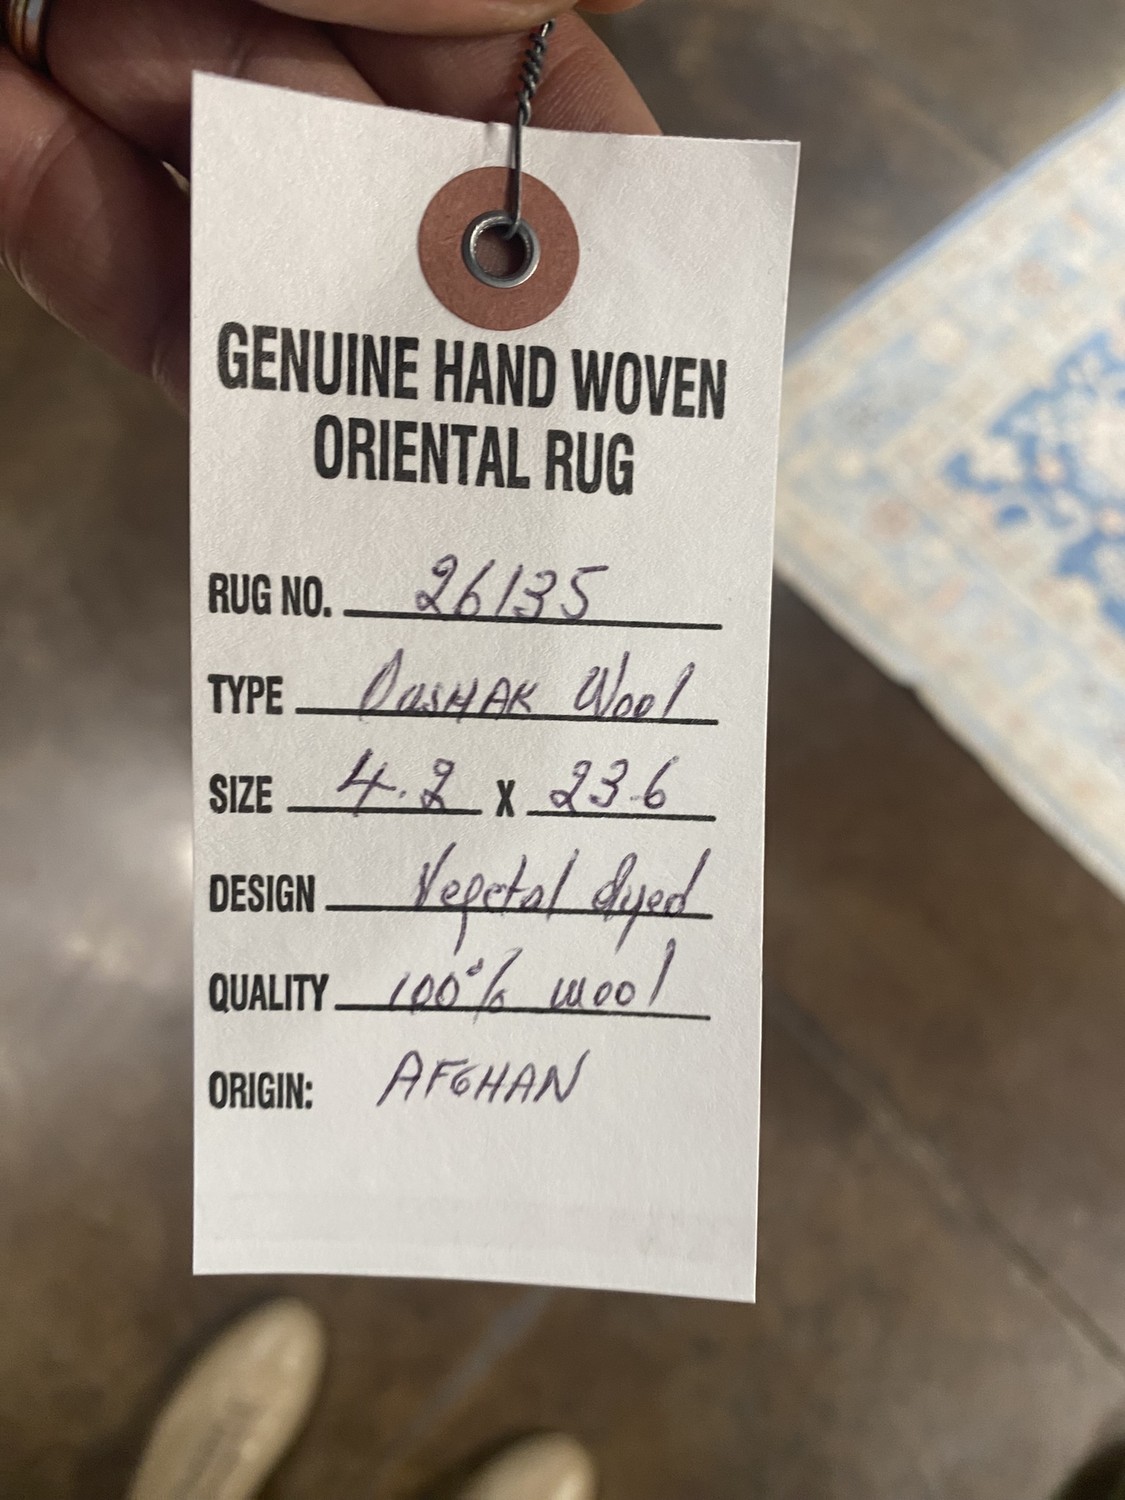 GENUINE HAND WOVEN
ORIENTAL RUG
RUG NO. 26135
TYPE OUSHAK Wool
SIZE 4.2 X 23.6
DESIGN Vegetal dyed
QUALITY 100% wool
ORIGIN: AFGHAN